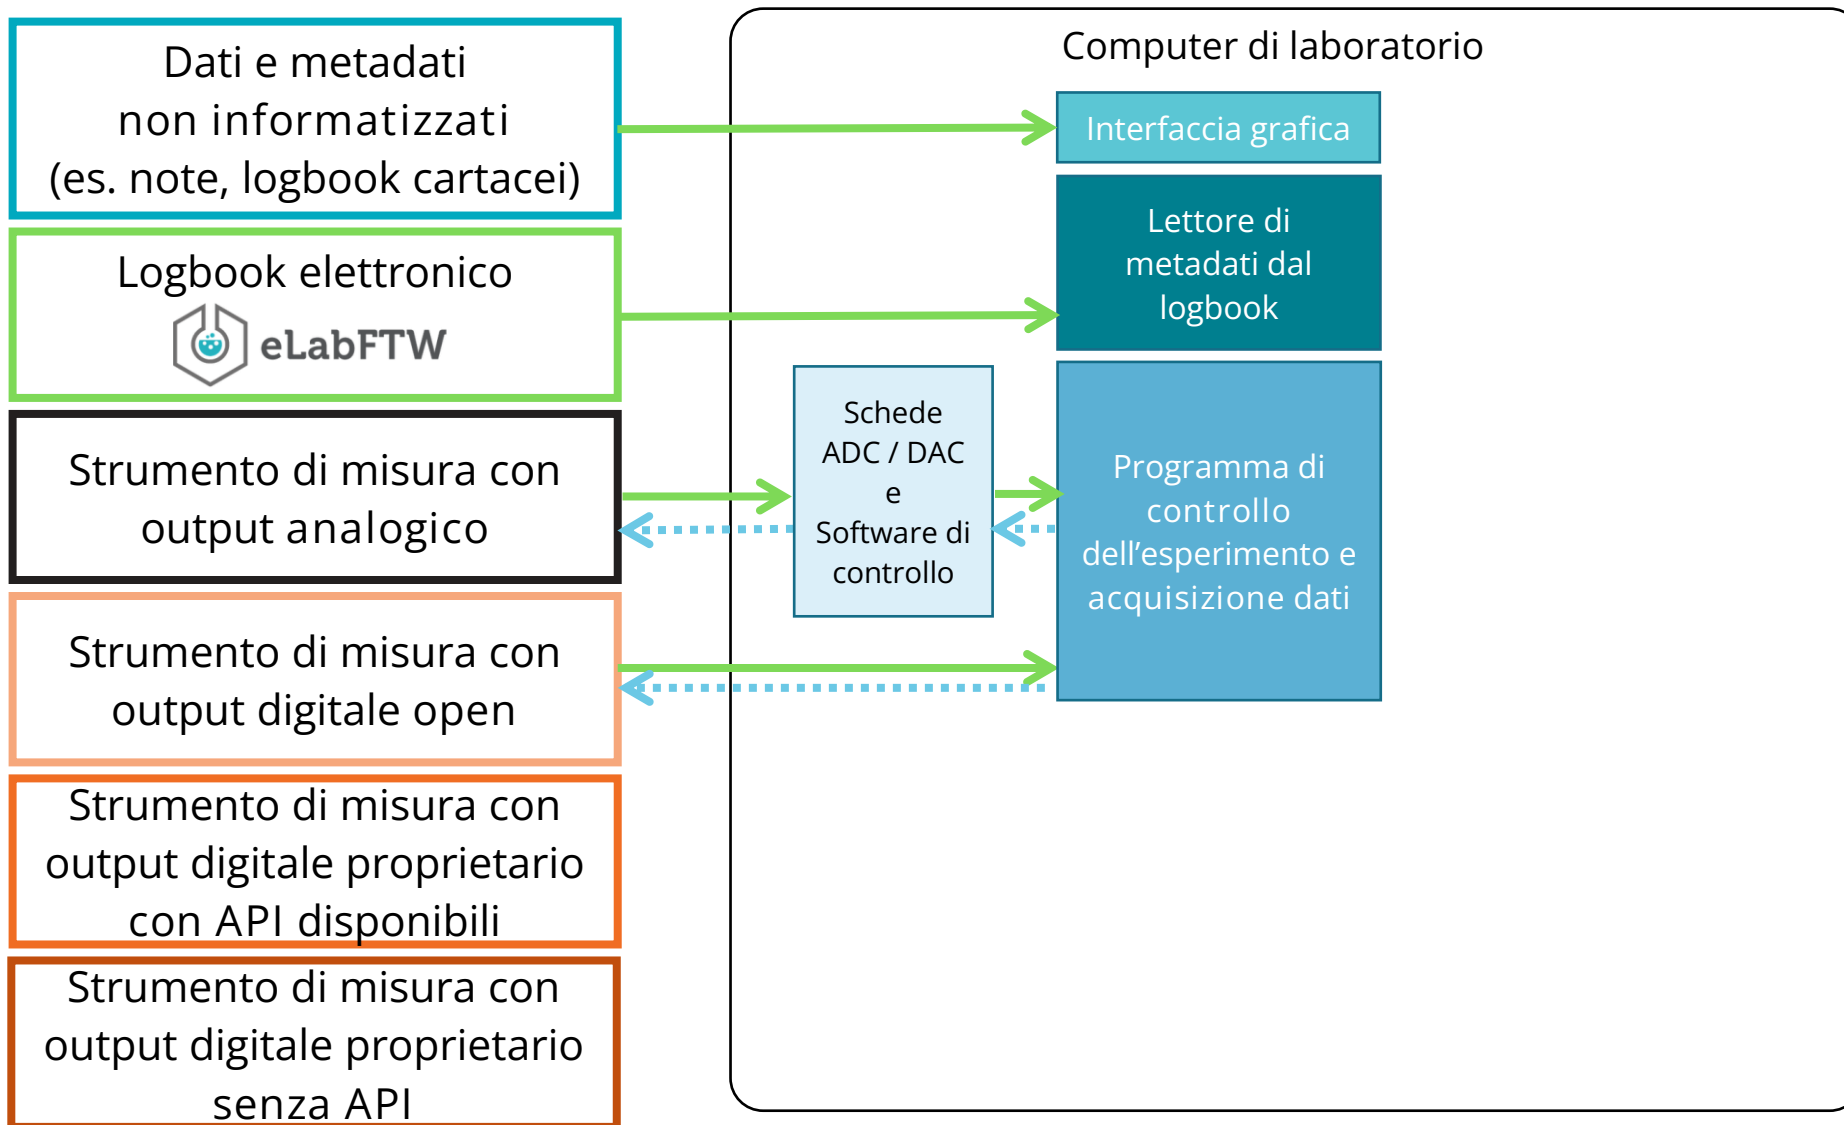 Dati e metadati
non informatizzati
(es. note, logbook cartacei)
Logbook elettronico
eLabFTW
Strumento di misura con
output analogico
Strumento di misura con
output digitale open
Strumento di misura con
output digitale proprietario
con API disponibili
Strumento di misura con
output digitale proprietario
senza API
Computer di laboratorio
Interfaccia grafica
Lettore di
metadati dal
logbook
Schede
ADC / DAC
e
Software di
controllo
Programma di
controllo
dell’esperimento e
acquisizione dati